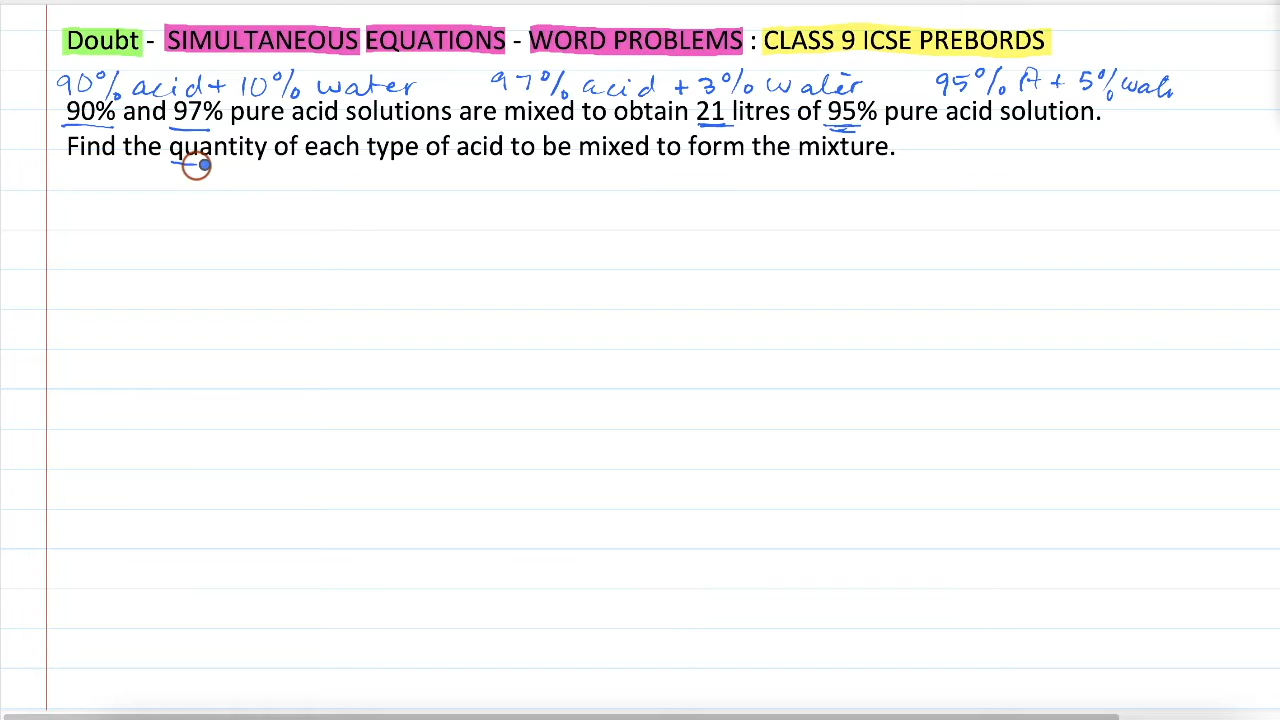 Doubt - SIMULTANEOUS EQUATIONS - WORD PROBLEMS : CLASS 9 ICSE PREBORDS
90% acid + 10% water 97% acid + 3% water 95% A + 5% wate
90% and 97% pure acid solutions are mixed to obtain 21 litres of 95% pure acid solution.
Find the quantity of each type of acid to be mixed to form the mixture.